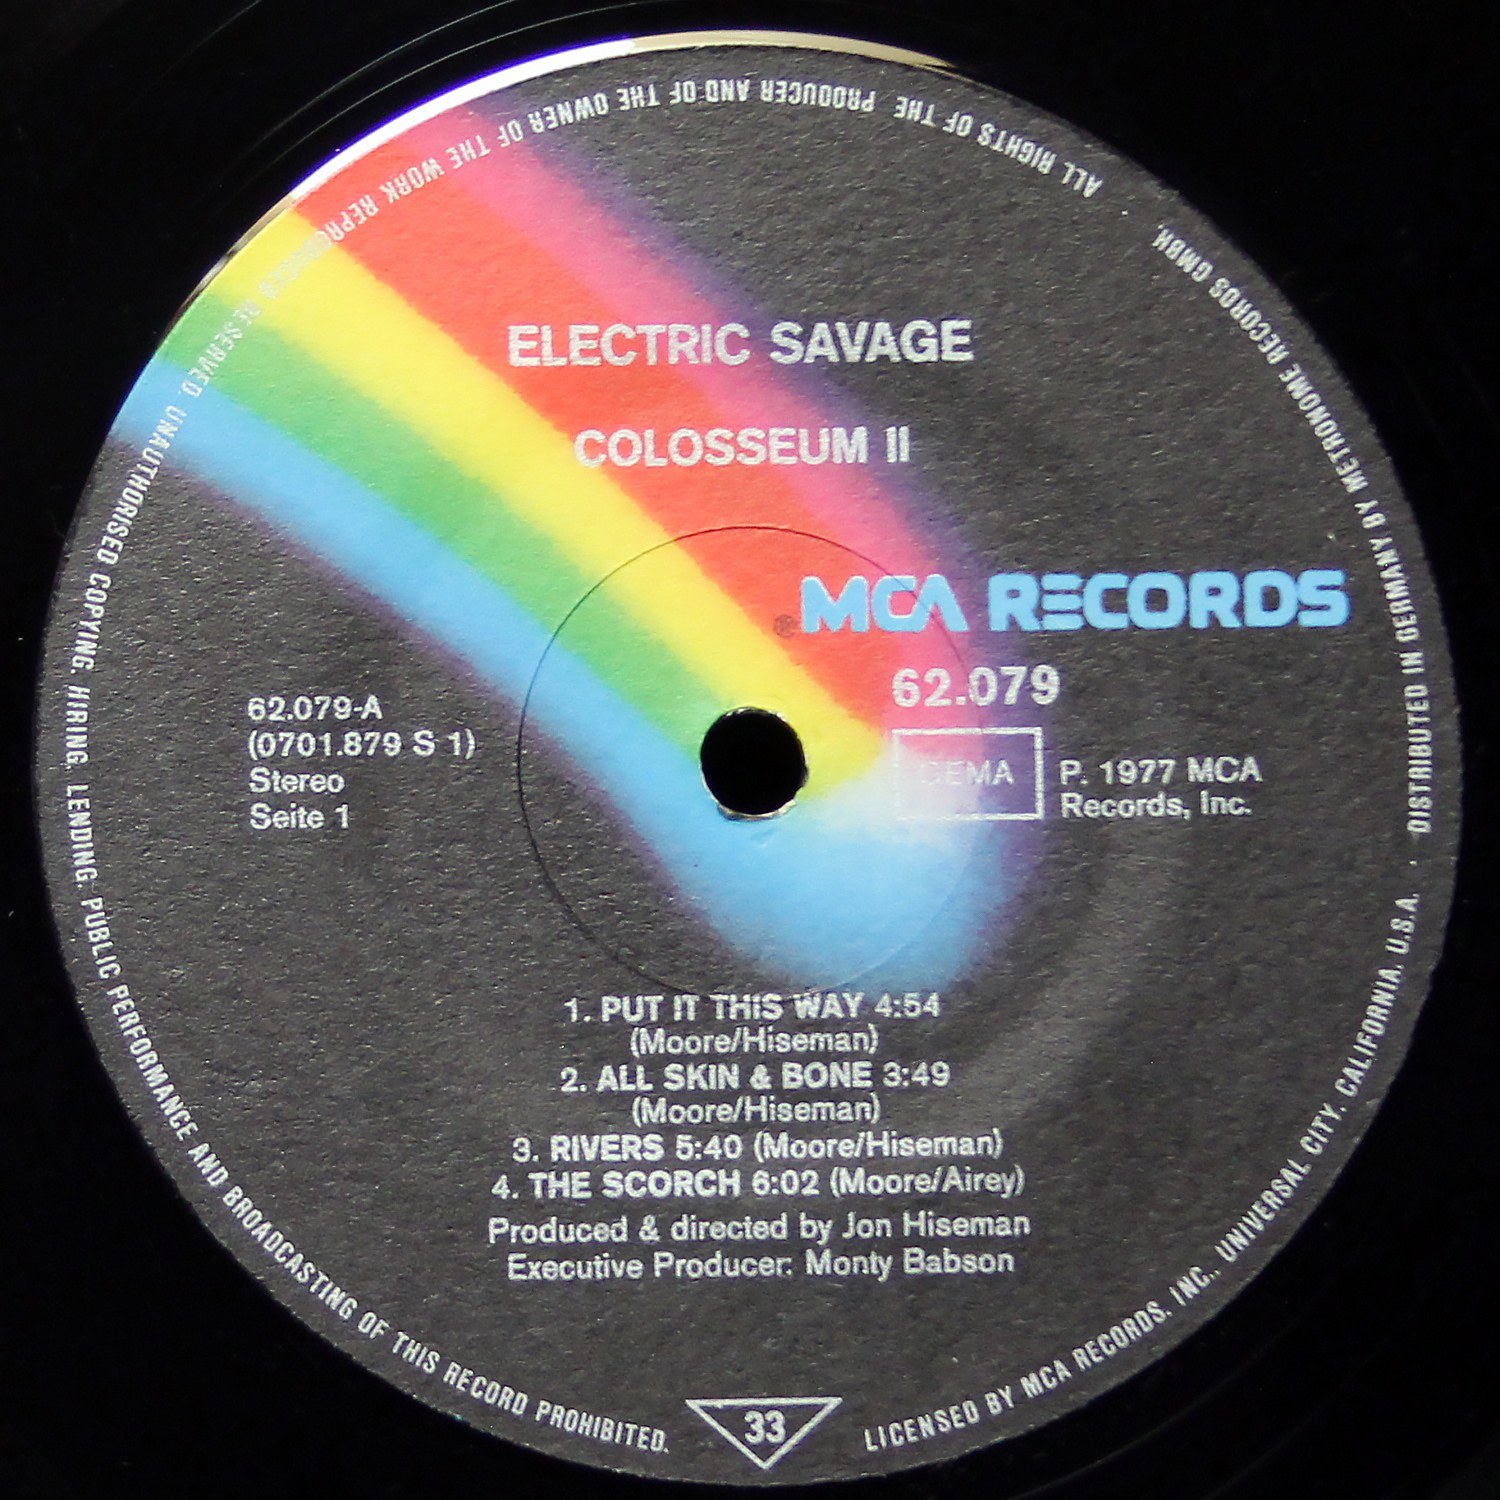 ELECTRIC SAVAGE
COLOSSEUM II
MCA RECORDS
62.079
GEMA
P. 1977 MCA
Records, Inc.
62.079-A
(0701.879 S 1)
Stereo
Seite 1
1. PUT IT THIS WAY 4:54
(Moore/Hiseman)
2. ALL SKIN & BONE 3:49
(Moore/Hiseman)
3. RIVERS 5:40 (Moore/Hiseman)
4. THE SCORCH 6:02 (Moore/Airey)
Produced & directed by Jon Hiseman
Executive Producer: Monty Babson
33
ALL RIGHTS OF THE PRODUCER AND OF THE OWNER OF THE WORK REPRODUCED RESERVED. UNAUTHORISED COPYING. HIRING. LENDING. PUBLIC PERFORMANCE AND BROADCASTING OF THIS RECORD PROHIBITED.
LICENSED BY MCA RECORDS. INC., UNIVERSAL CITY, CALIFORNIA, U.S.A. · DISTRIBUTED IN GERMANY BY METRONOME RECORDS GMBH.